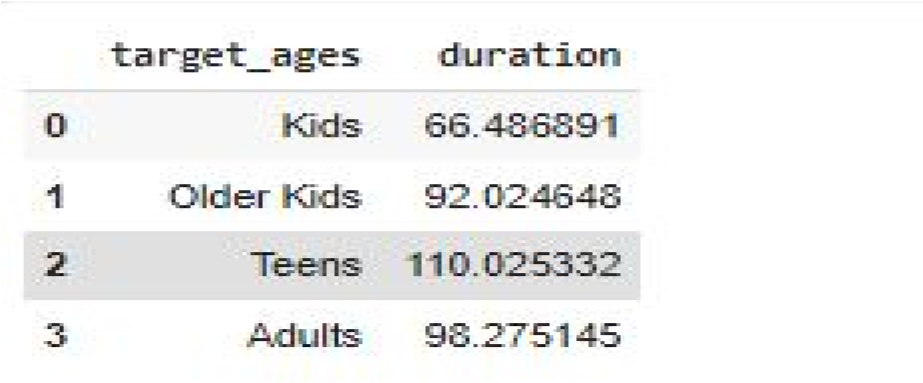 target_ages duration
0 Kids 66.486891
1 Older Kids 92.024648
2 Teens 110.025332
3 Adults 98.275145